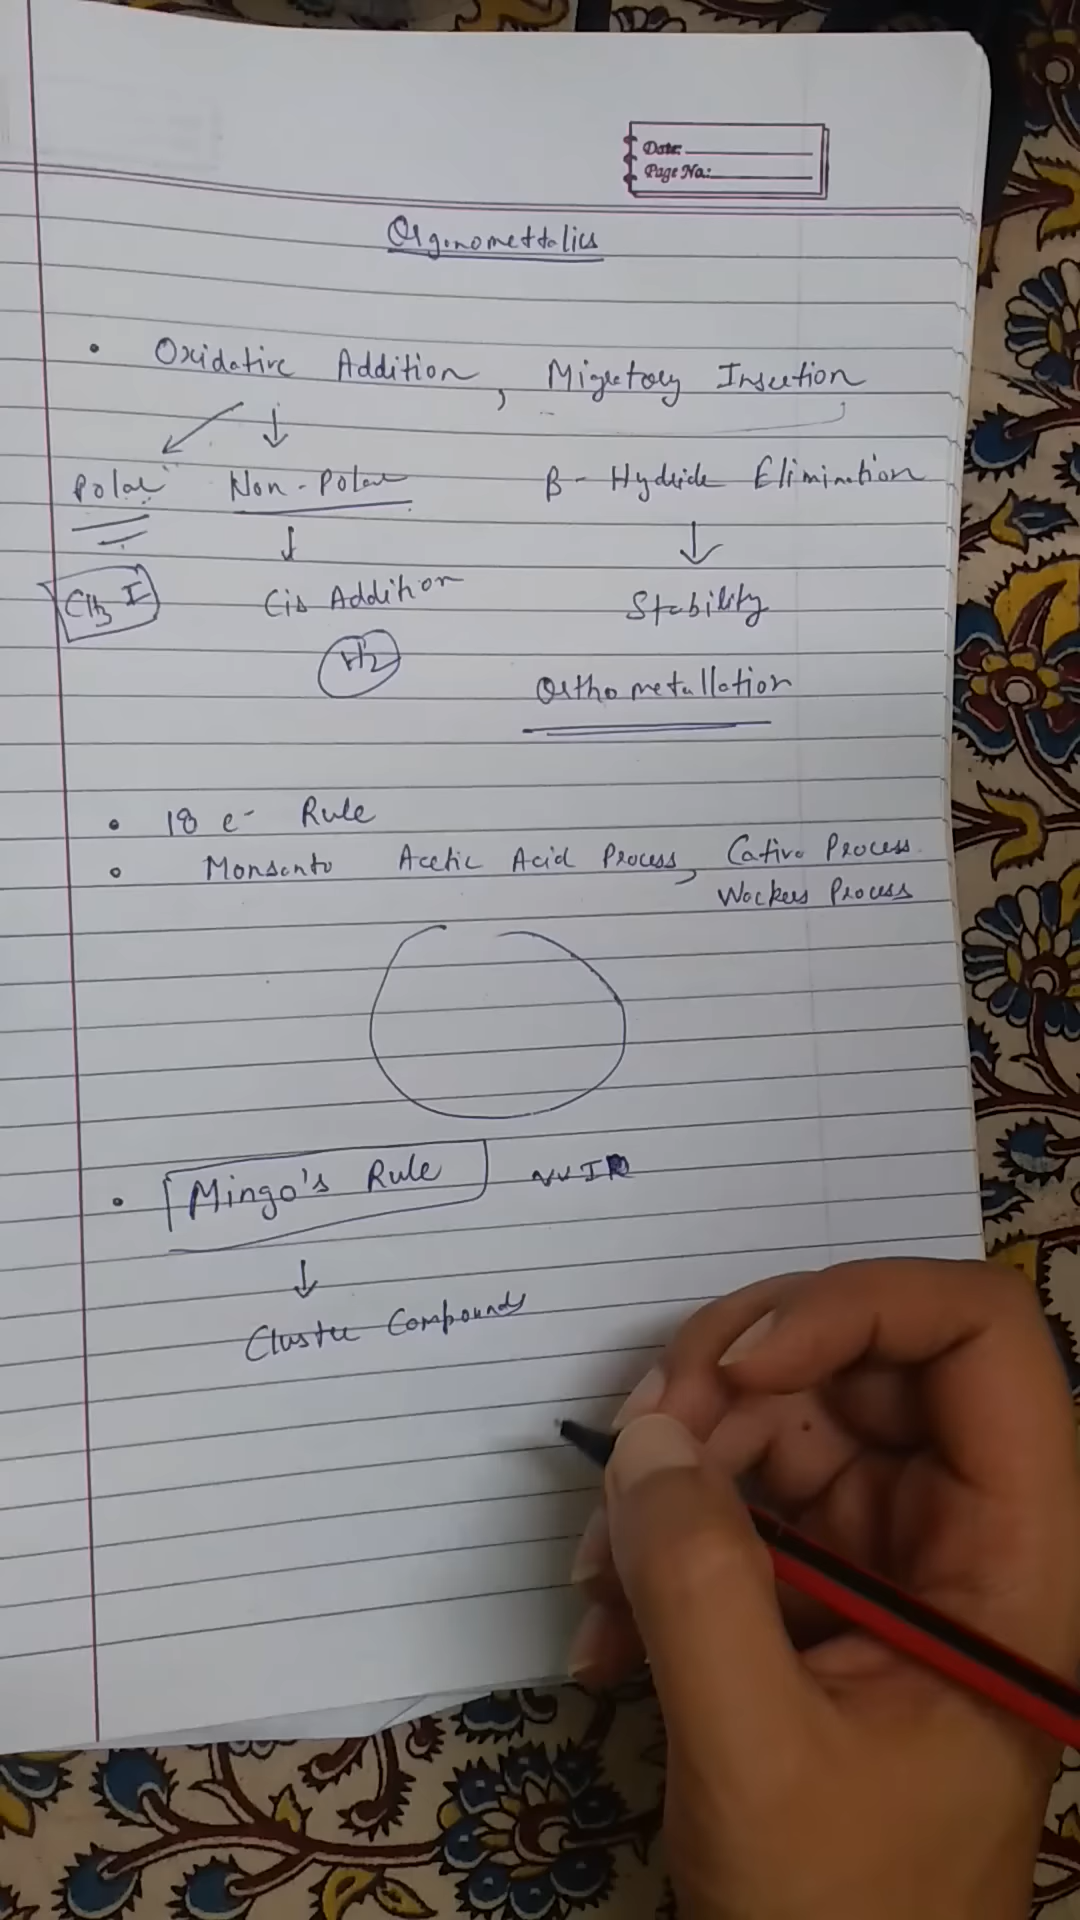 Date:
Page No.:
Organomettalics
• Oxidative Addition, Migratory Insertion
Polar Non-Polar β-Hydride Elimination
CH3I Cis Addition Stability
H2
Orthometallation
• 18 e- Rule
• Monsanto Acetic Acid Process, Cativa Process
Wackers Process
• Mingo's Rule
Cluster Compounds